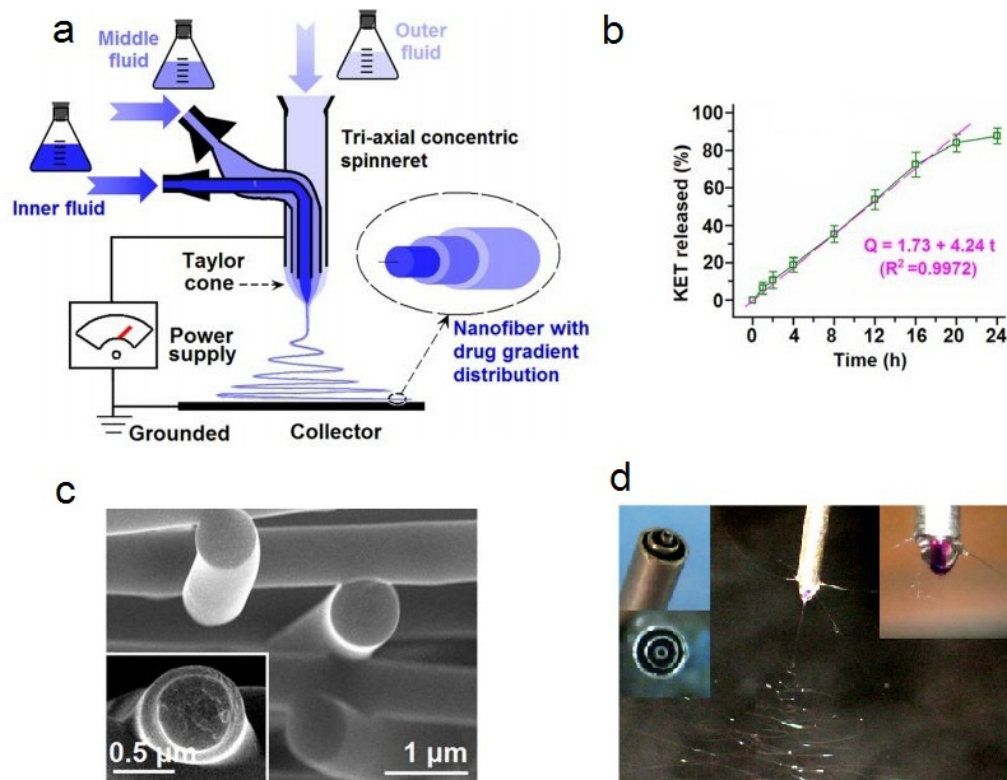 a
Middle
fluid
Outer
fluid
Tri-axial concentric
spinneret
Inner fluid
Taylor
cone
Power
supply
Nanofiber with
drug gradient
distribution
Grounded
Collector
b
KET released (%)
100
80
60
40
20
0
Q = 1.73 + 4.24 t
(R² =0.9972)
0 4 8 12 16 20 24
Time (h)
c
0.5 µm
1 µm
d